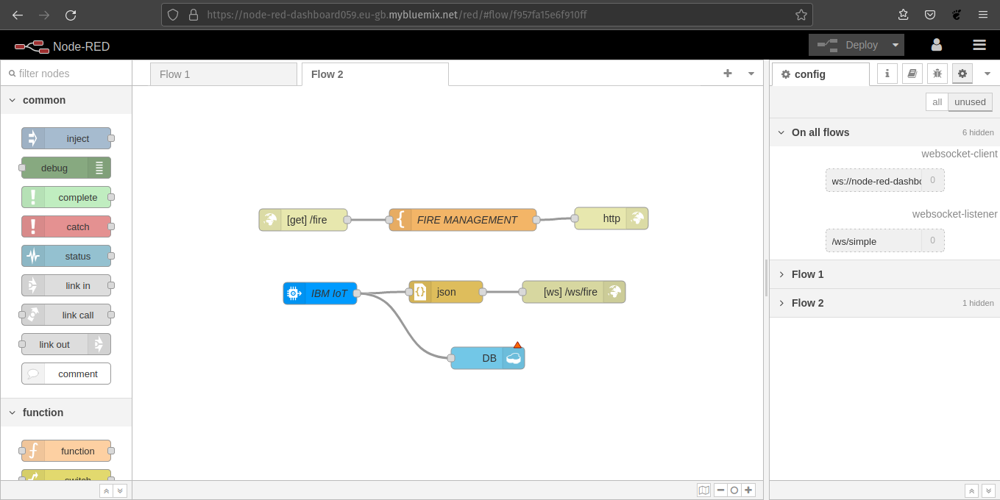 https://node-red-dashboard059.eu-gb.mybluemix.net/red/#flow/f957fa15e6f910ff
Node-RED
Deploy
filter nodes
Flow 1
Flow 2
config
all
unused
common
inject
debug
complete
catch
status
link in
link call
link out
comment
function
function
switch
[get] /fire
FIRE MANAGEMENT
http
IBM IoT
json
[ws] /ws/fire
DB
On all flows
6 hidden
websocket-client
ws://node-red-dashbo
0
websocket-listener
/ws/simple
0
Flow 1
Flow 2
1 hidden